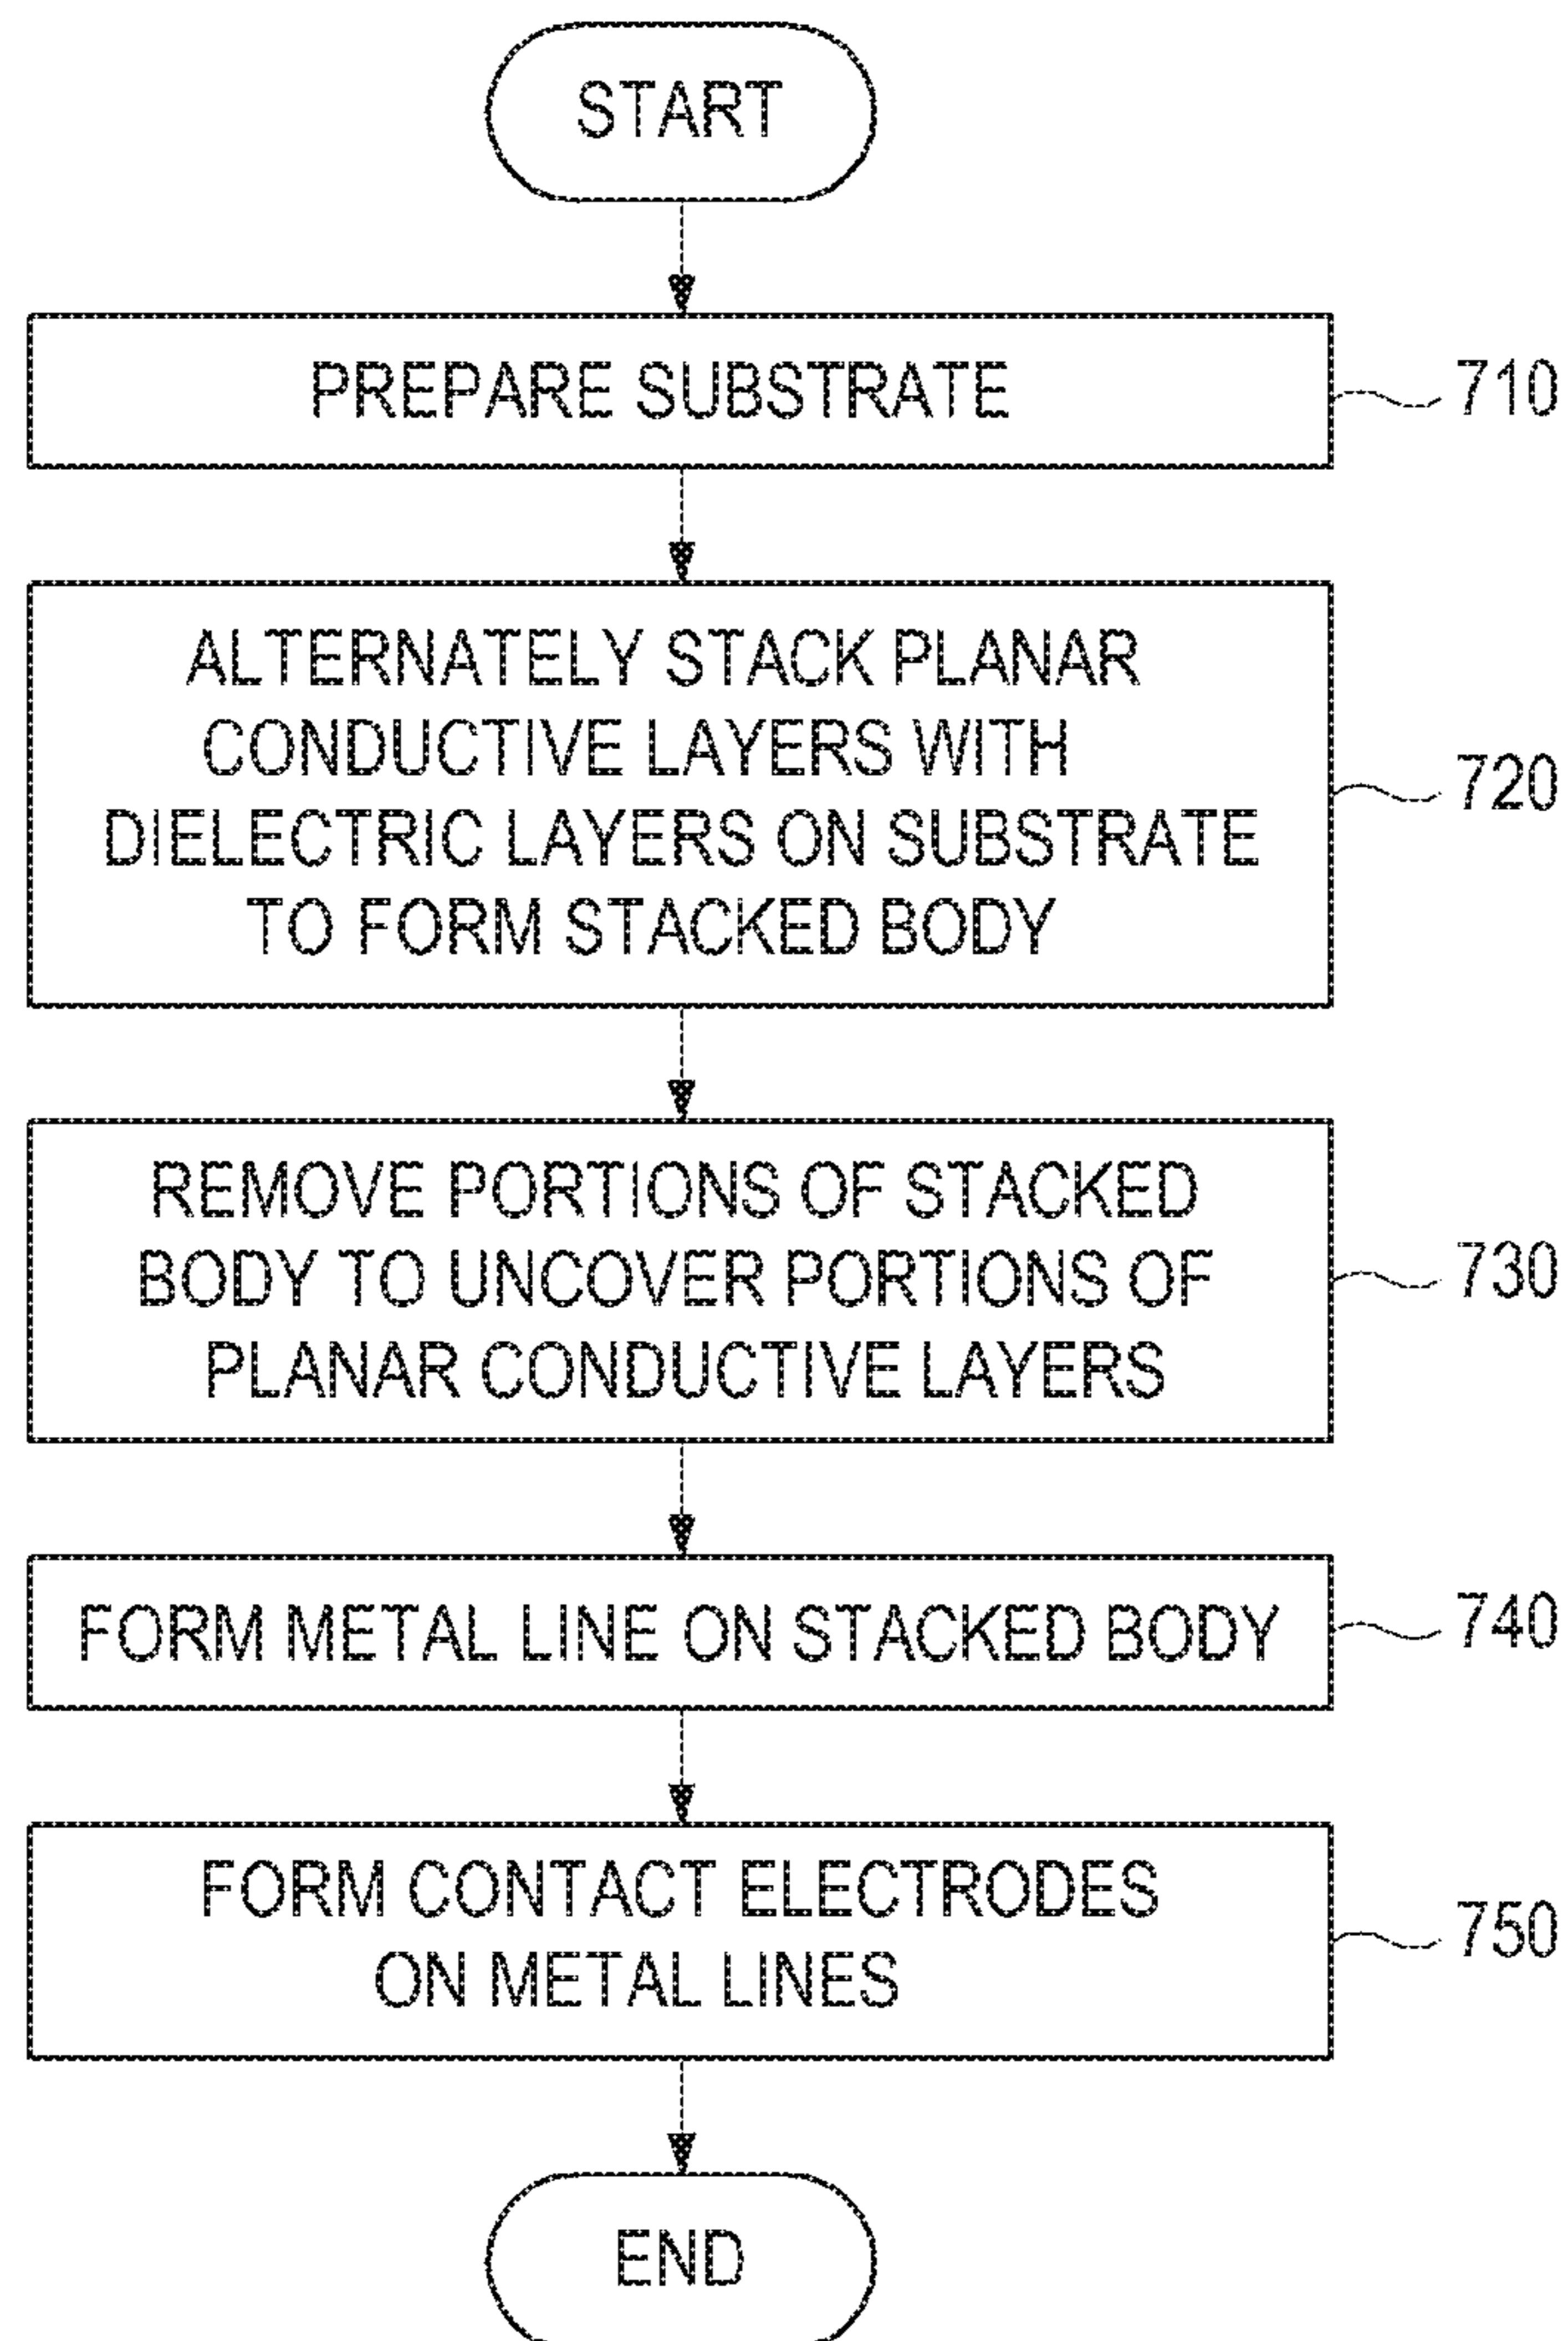 START
PREPARE SUBSTRATE
710
ALTERNATELY STACK PLANAR
CONDUCTIVE LAYERS WITH
DIELECTRIC LAYERS ON SUBSTRATE
TO FORM STACKED BODY
720
REMOVE PORTIONS OF STACKED
BODY TO UNCOVER PORTIONS OF
PLANAR CONDUCTIVE LAYERS
730
FORM METAL LINE ON STACKED BODY
740
FORM CONTACT ELECTRODES
ON METAL LINES
750
END